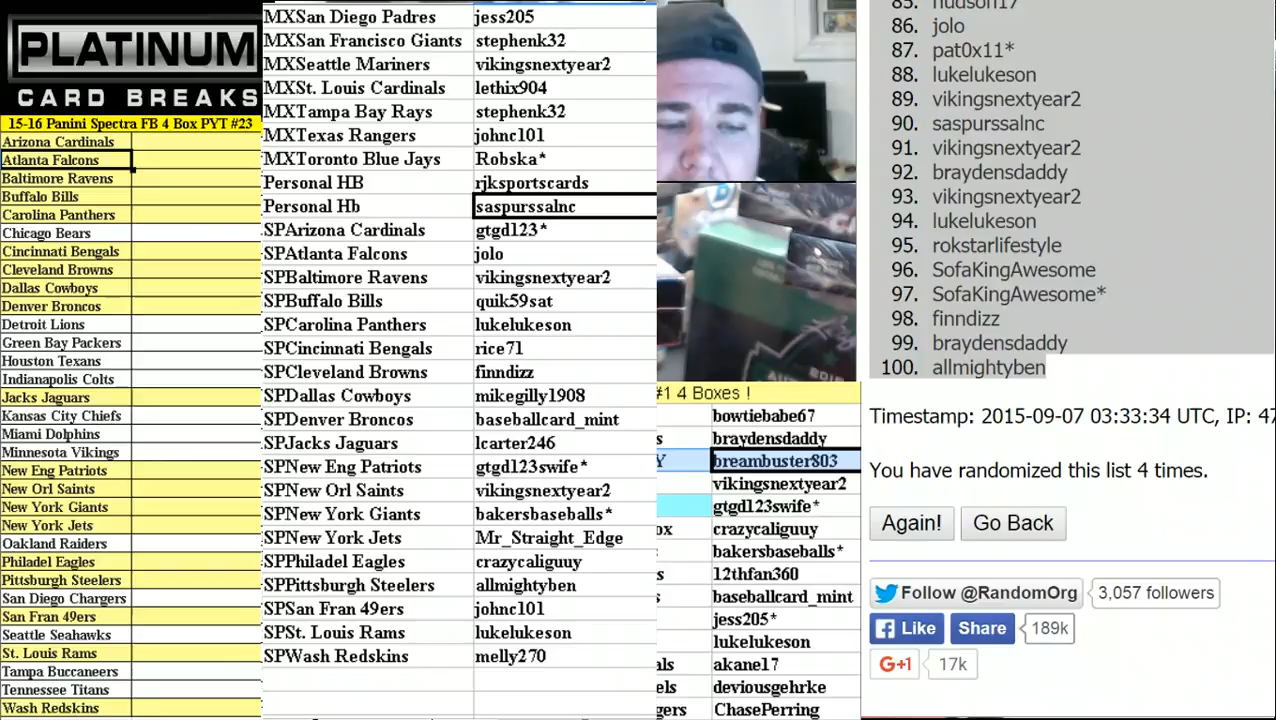 PLATINUM
CARD BREAKS
15-16 Panini Spectra FB 4 Box PYT #23
Arizona Cardinals
Atlanta Falcons
Baltimore Ravens
Buffalo Bills
Carolina Panthers
Chicago Bears
Cincinnati Bengals
Cleveland Browns
Dallas Cowboys
Denver Broncos
Detroit Lions
Green Bay Packers
Houston Texans
Indianapolis Colts
Jacks Jaguars
Kansas City Chiefs
Miami Dolphins
Minnesota Vikings
New Eng Patriots
New Orl Saints
New York Giants
New York Jets
Oakland Raiders
Philadel Eagles
Pittsburgh Steelers
San Diego Chargers
San Fran 49ers
Seattle Seahawks
St. Louis Rams
Tampa Buccaneers
Tennessee Titans
Wash Redskins
MXSan Diego Padres jess205
MXSan Francisco Giants stephenk32
MXSeattle Mariners vikingsnextyear2
MXSt. Louis Cardinals lethix904
MXTampa Bay Rays stephenk32
MXTexas Rangers johnc101
MXToronto Blue Jays Robska*
Personal HB rjksportscards
Personal Hb saspurssalnc
SPArizona Cardinals gtgd123*
SPAtlanta Falcons jolo
SPBaltimore Ravens vikingsnextyear2
SPBuffalo Bills quik59sat
SPCarolina Panthers lukelukeson
SPCincinnati Bengals rice71
SPCleveland Browns finndizz
SPDallas Cowboys mikegilly1908
SPDenver Broncos baseballcard_mint
SPJacks Jaguars lcarter246
SPNew Eng Patriots gtgd123swife*
SPNew Orl Saints vikingsnextyear2
SPNew York Giants bakersbaseballs*
SPNew York Jets Mr_Straight_Edge
SPPhiladel Eagles crazycaliguuy
SPPittsburgh Steelers allmightyben
SPSan Fran 49ers johnc101
SPSt. Louis Rams lukelukeson
SPWash Redskins melly270
#1 4 Boxes !
bowtiebabe67
s braydensdaddy
Y breambuster803
vikingsnextyear2
gtgd123swife*
ox crazycaliguuy
s bakersbaseballs*
s 12thfan360
s baseballcard_mint
jess205*
lukelukeson
als akane17
els deviousgehrke
gers ChasePerring
85. hudson17
86. jolo
87. pat0x11*
88. lukelukeson
89. vikingsnextyear2
90. saspurssalnc
91. vikingsnextyear2
92. braydensdaddy
93. vikingsnextyear2
94. lukelukeson
95. rokstarlifestyle
96. SofaKingAwesome
97. SofaKingAwesome*
98. finndizz
99. braydensdaddy
100. allmightyben
Timestamp: 2015-09-07 03:33:34 UTC, IP: 47
You have randomized this list 4 times.
Again! Go Back
Follow @RandomOrg 3,057 followers
Like Share 189k
G+1 17k